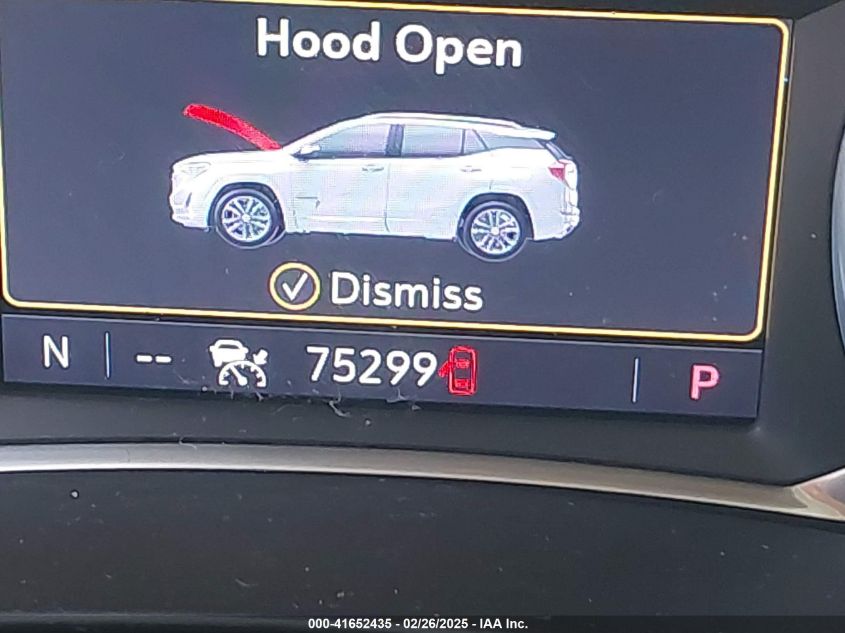 Hood Open
Dismiss
N -- 75299 P
000-41652435 - 02/26/2025 - IAA Inc.